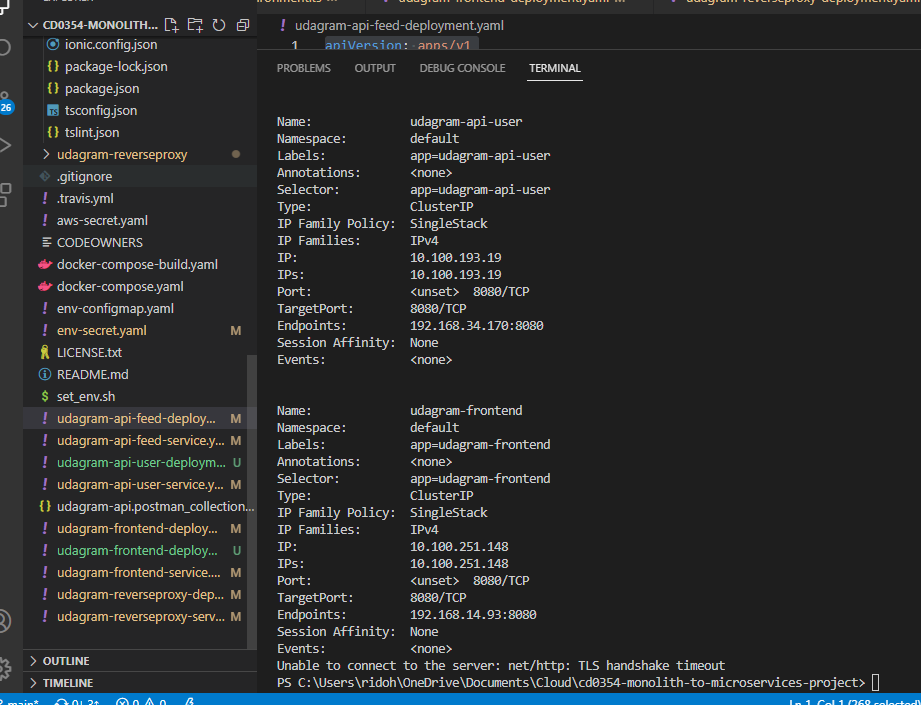 CD0354-MONOLITH...
ionic.config.json
{} package-lock.json
{} package.json
TS tsconfig.json
{} tslint.json
udagram-reverseproxy
.gitignore
! .travis.yml
! aws-secret.yaml
CODEOWNERS
docker-compose-build.yaml
docker-compose.yaml
! env-configmap.yaml
! env-secret.yaml M
LICENSE.txt
README.md
$ set_env.sh
! udagram-api-feed-deploy... M
! udagram-api-feed-service.y... M
! udagram-api-user-deploym... U
! udagram-api-user-service.y... M
{} udagram-api.postman_collection...
! udagram-frontend-deploy... M
! udagram-frontend-deploy... U
! udagram-frontend-service.... M
! udagram-reverseproxy-dep... M
! udagram-reverseproxy-serv... M
OUTLINE
TIMELINE
26
! udagram-api-feed-deployment.yaml
1 apiVersion: apps/v1
PROBLEMS OUTPUT DEBUG CONSOLE TERMINAL
Name: udagram-api-user
Namespace: default
Labels: app=udagram-api-user
Annotations: <none>
Selector: app=udagram-api-user
Type: ClusterIP
IP Family Policy: SingleStack
IP Families: IPv4
IP: 10.100.193.19
IPs: 10.100.193.19
Port: <unset> 8080/TCP
TargetPort: 8080/TCP
Endpoints: 192.168.34.170:8080
Session Affinity: None
Events: <none>
Name: udagram-frontend
Namespace: default
Labels: app=udagram-frontend
Annotations: <none>
Selector: app=udagram-frontend
Type: ClusterIP
IP Family Policy: SingleStack
IP Families: IPv4
IP: 10.100.251.148
IPs: 10.100.251.148
Port: <unset> 8080/TCP
TargetPort: 8080/TCP
Endpoints: 192.168.14.93:8080
Session Affinity: None
Events: <none>
Unable to connect to the server: net/http: TLS handshake timeout
PS C:\Users\ridoh\OneDrive\Documents\Cloud\cd0354-monolith-to-microservices-project>